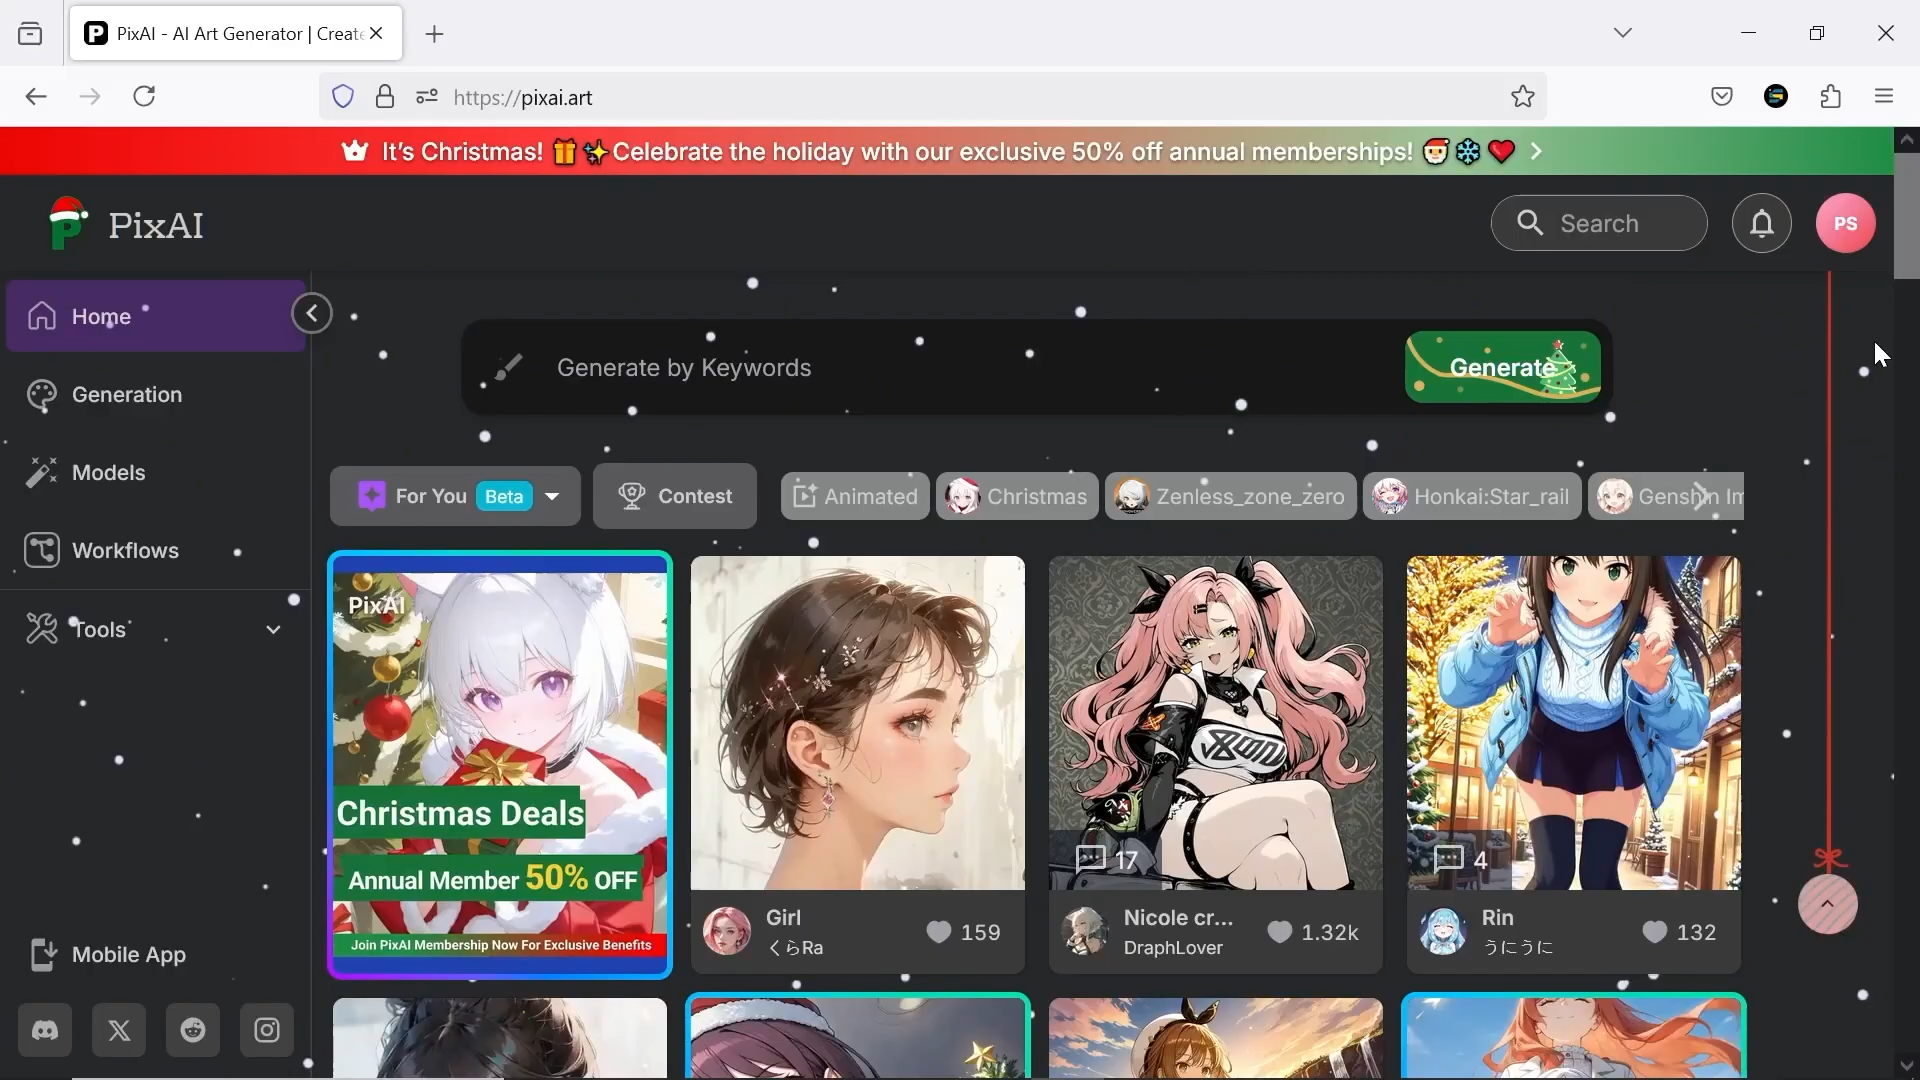 PixAI - AI Art Generator | Create
https://pixai.art
It's Christmas! 🎁✨Celebrate the holiday with our exclusive 50% off annual memberships! 🎅❄️❤️
PixAI
Search
PS
Home
Generate by Keywords
Generate
Generation
Models
Workflows
Tools
Mobile App
For You Beta
Contest
Animated
Christmas
Zenless_zone_zero
Honkai:Star_rail
Genshin Im
PixAI
Christmas Deals
Annual Member 50% OFF
Join PixAI Membership Now For Exclusive Benefits
Girl
くらRa
159
17
Nicole cr...
DraphLover
1.32k
4
Rin
うにうに
132